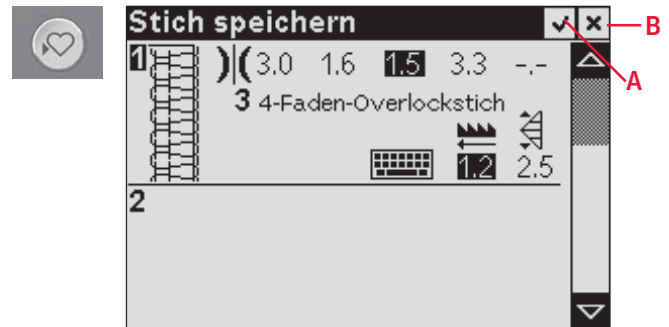 Stich speichern
B
1
3.0 1.6 1.5 3.3 -.-
A
3 4-Faden-Overlockstich
1.2 2.5
2